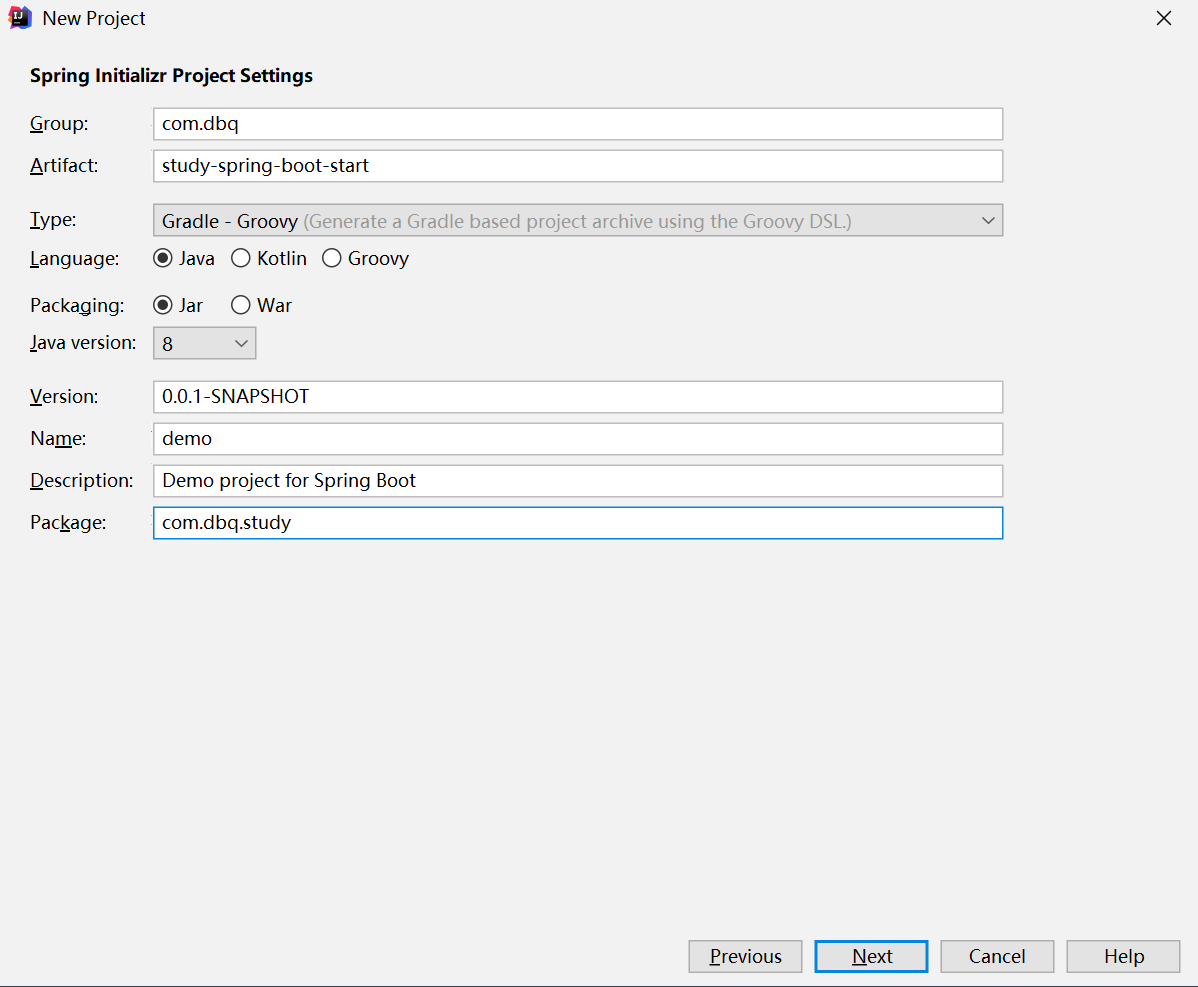 New Project
Spring Initializr Project Settings
Group: com.dbq
Artifact: study-spring-boot-start
Type: Gradle - Groovy (Generate a Gradle based project archive using the Groovy DSL.)
Language: Java Kotlin Groovy
Packaging: Jar War
Java version: 8
Version: 0.0.1-SNAPSHOT
Name: demo
Description: Demo project for Spring Boot
Package: com.dbq.study
Previous Next Cancel Help